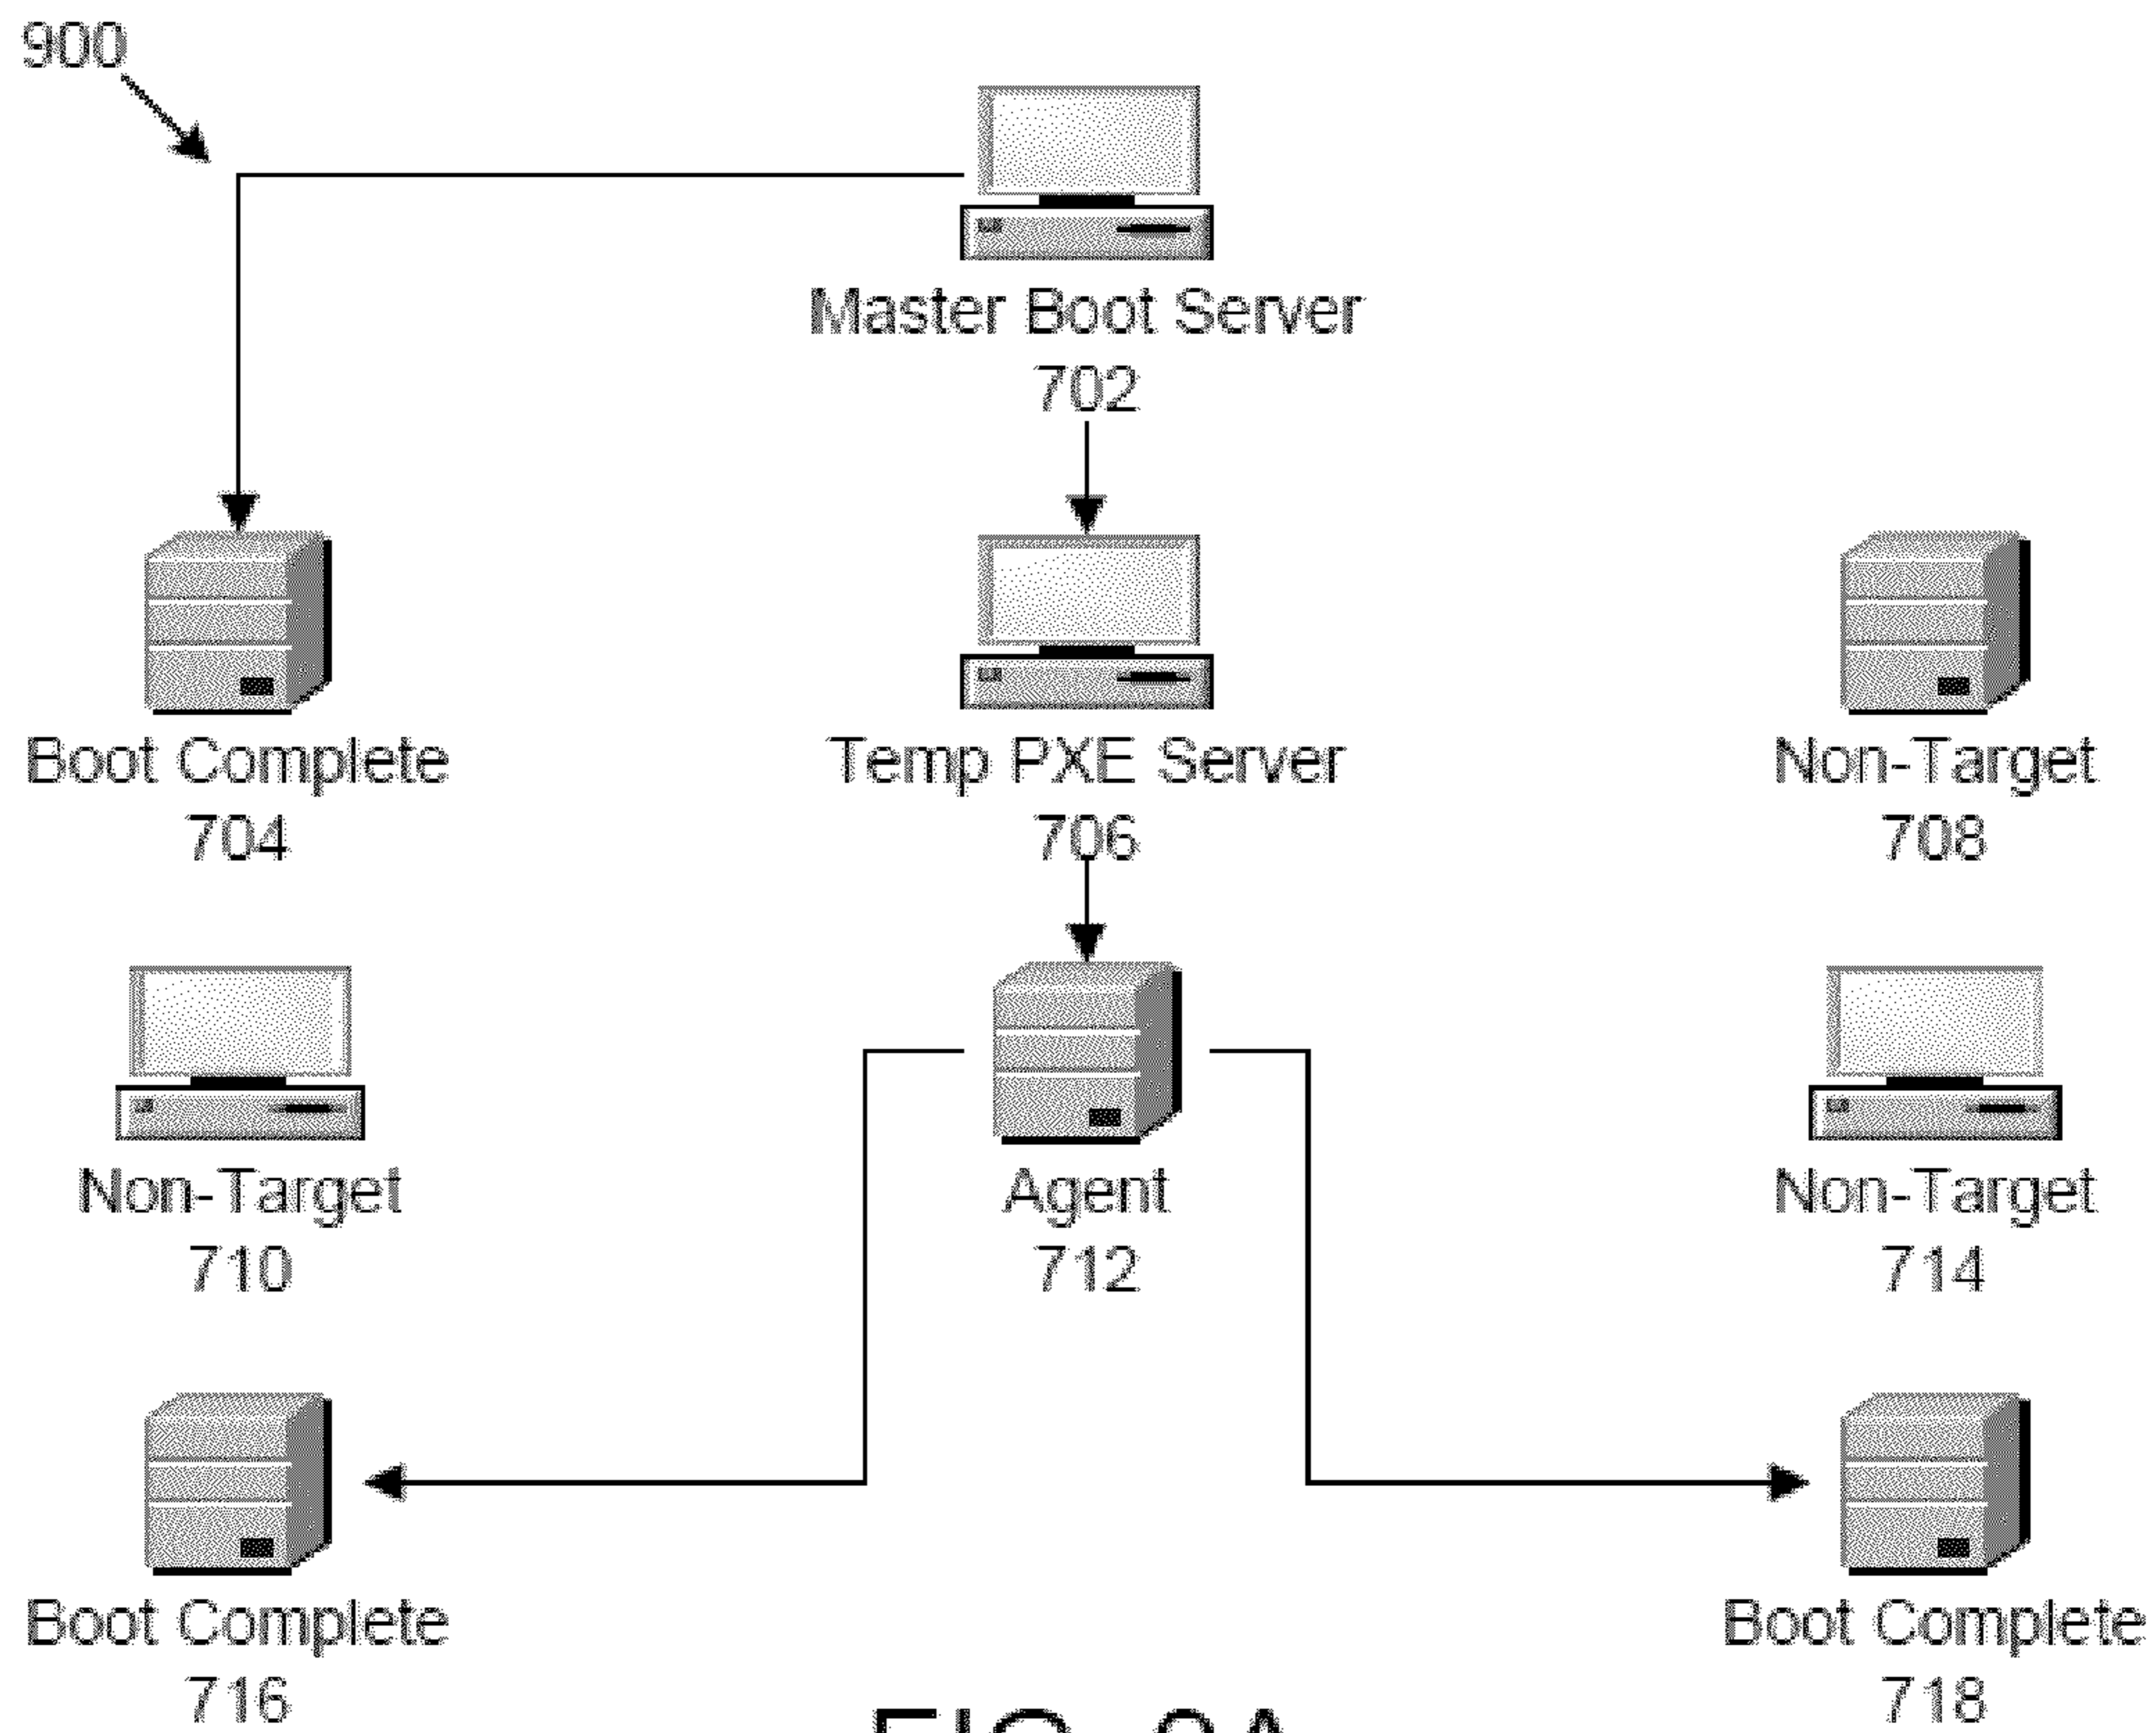 900
Master Boot Server
702
Boot Complete
704
Temp PXE Server
706
Non-Target
708
Non-Target
710
Agent
712
Non-Target
714
Boot Complete
716
Boot Complete
718